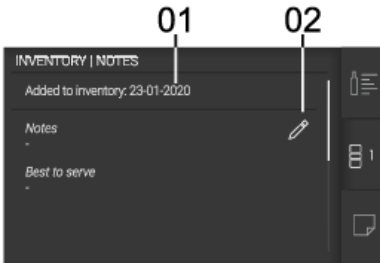 01 02
INVENTORY | NOTES
Added to inventory: 23-01-2020
Notes
-
Best to serve
-
1